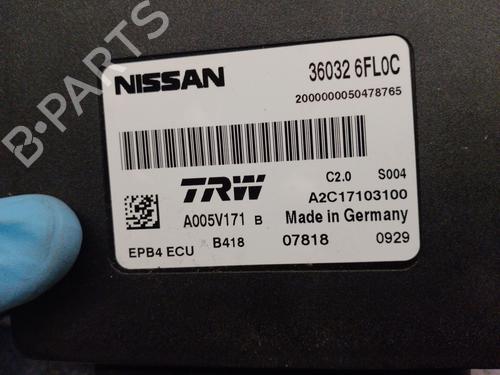 NISSAN
36032 6FL0C
2000000050478765
C2.0 S004
TRW
A2C17103100
A005V171 B
Made in Germany
EPB4 ECU
B418
07818
0929
B-PARTS